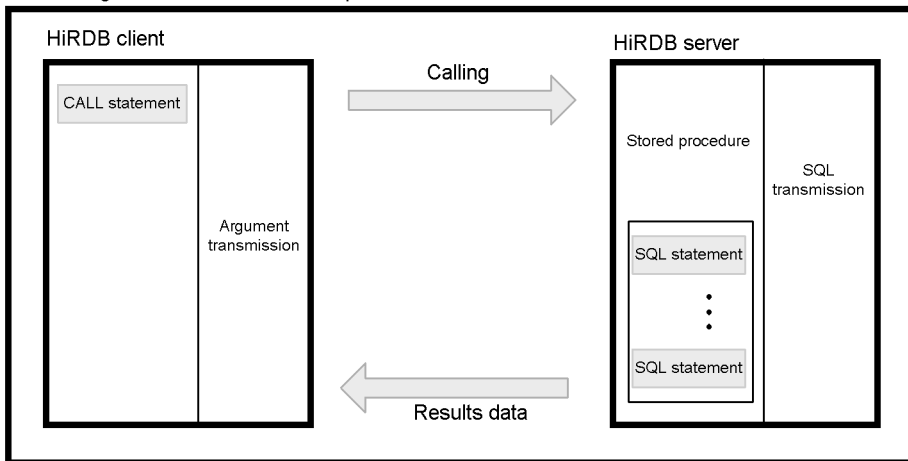 HiRDB client
CALL statement
Argument
transmission
Calling
Results data
HiRDB server
Stored procedure
SQL statement
SQL statement
SQL
transmission